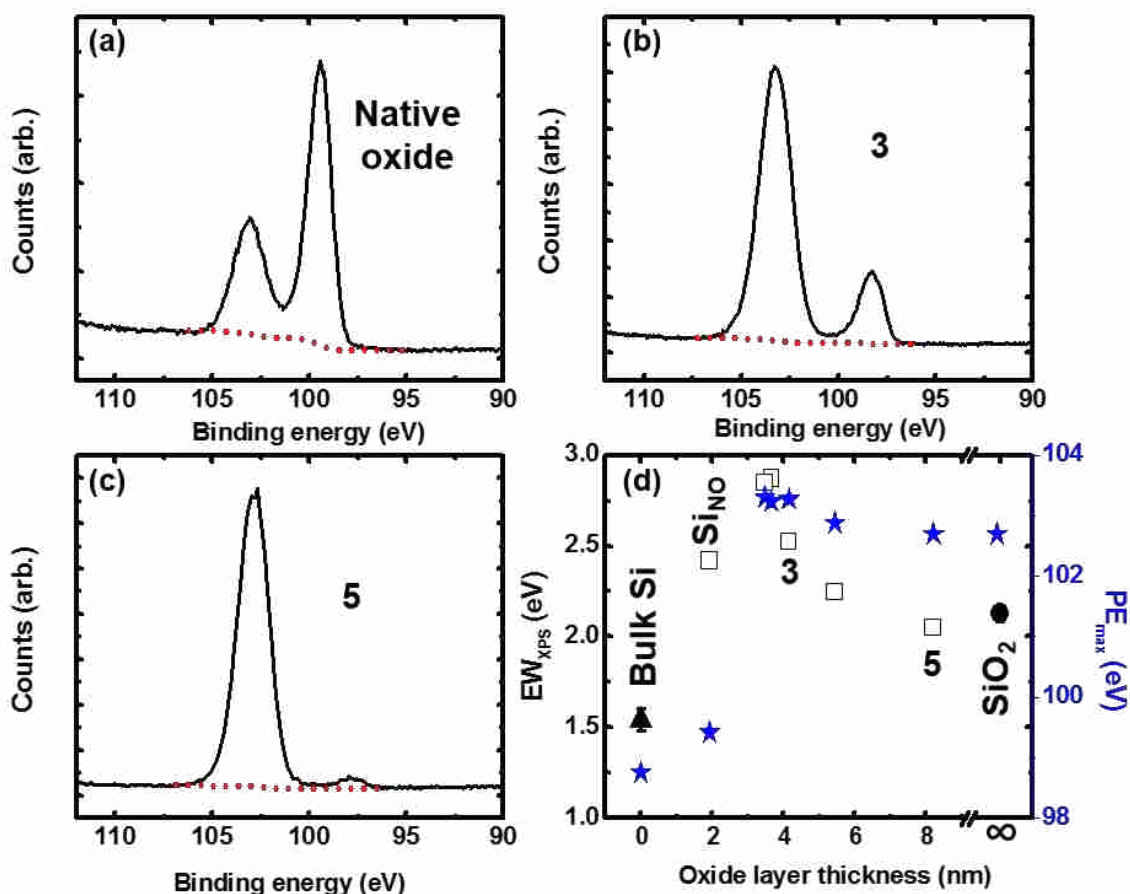 (a)
Native
oxide
Counts (arb.)
110 105 100 95 90
Binding energy (eV)
(b)
3
Counts (arb.)
110 105 100 95 90
Binding energy (eV)
(c)
5
Counts (arb.)
110 105 100 95 90
Binding energy (eV)
(d)
3.0
2.5
2.0
1.5
1.0
EW_XPS (eV)
Bulk Si
Si_NO
3
5
SiO₂
104
102
100
98
PE_max (eV)
0 2 4 6 8 ∞
Oxide layer thickness (nm)